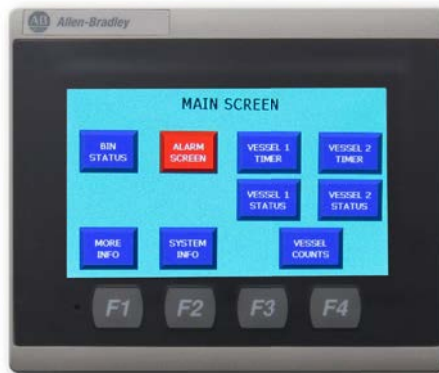 AB Allen-Bradley
MAIN SCREEN
BIN
STATUS
ALARM
SCREEN
VESSEL 1
TIMER
VESSEL 2
TIMER
VESSEL 1
STATUS
VESSEL 2
STATUS
MORE
INFO
SYSTEM
INFO
VESSEL
COUNTS
F1 F2 F3 F4